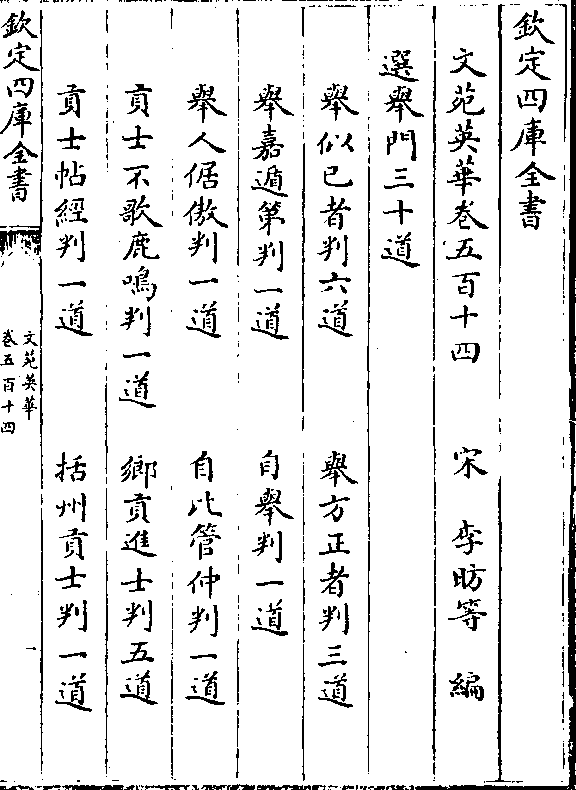 欽定四庫全書
文苑英華卷五百十四 宋 李昉等 編
選舉門三十道
舉似已者判六道 舉方正者判三道
舉嘉遁第判一道 自舉判一道
舉人倨傲判一道 自比管仲判一道
貢士不歌鹿鳴判一道 鄉貢進士判五道
貢士帖經判一道 括州貢士判一道
欽定四庫全書
文苑英華
卷五百十四
一